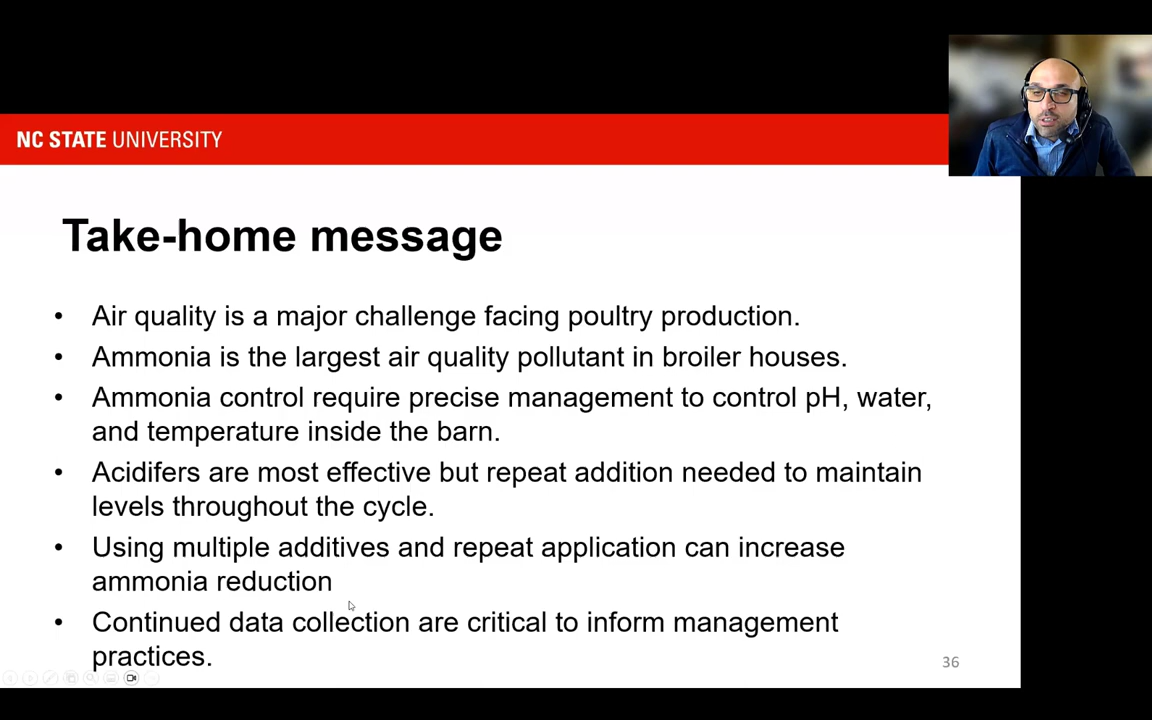 NC STATE UNIVERSITY
Take-home message
• Air quality is a major challenge facing poultry production.
• Ammonia is the largest air quality pollutant in broiler houses.
• Ammonia control require precise management to control pH, water,
and temperature inside the barn.
• Acidifers are most effective but repeat addition needed to maintain
levels throughout the cycle.
• Using multiple additives and repeat application can increase
ammonia reduction
• Continued data collection are critical to inform management
practices.
36